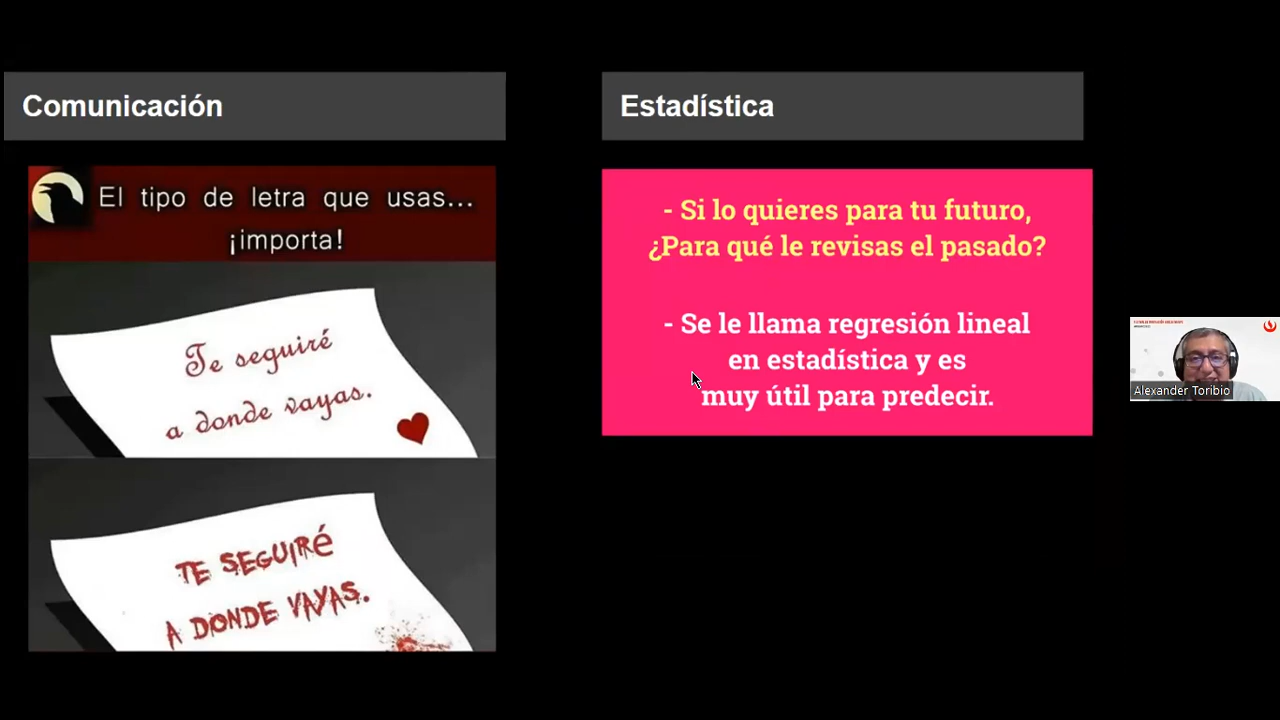 Comunicación
El tipo de letra que usas...
¡importa!
Te seguiré
a donde vayas.
TE SEGUIRé
A DONDE VAYAS.
Estadística
- Si lo quieres para tu futuro,
¿Para qué le revisas el pasado?
- Se le llama regresión lineal
en estadística y es
muy útil para predecir.
Alexander Toribio